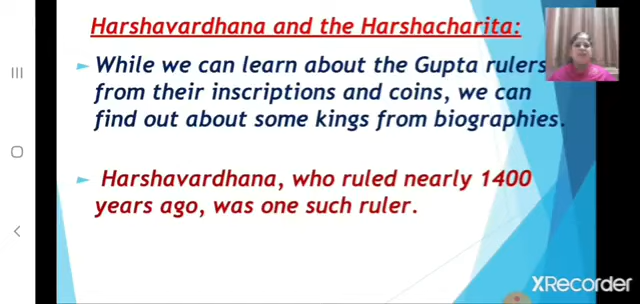 Harshavardhana and the Harshacharita:
► While we can learn about the Gupta rulers
from their inscriptions and coins, we can
find out about some kings from biographies.
► Harshavardhana, who ruled nearly 1400
years ago, was one such ruler.
XRecorder